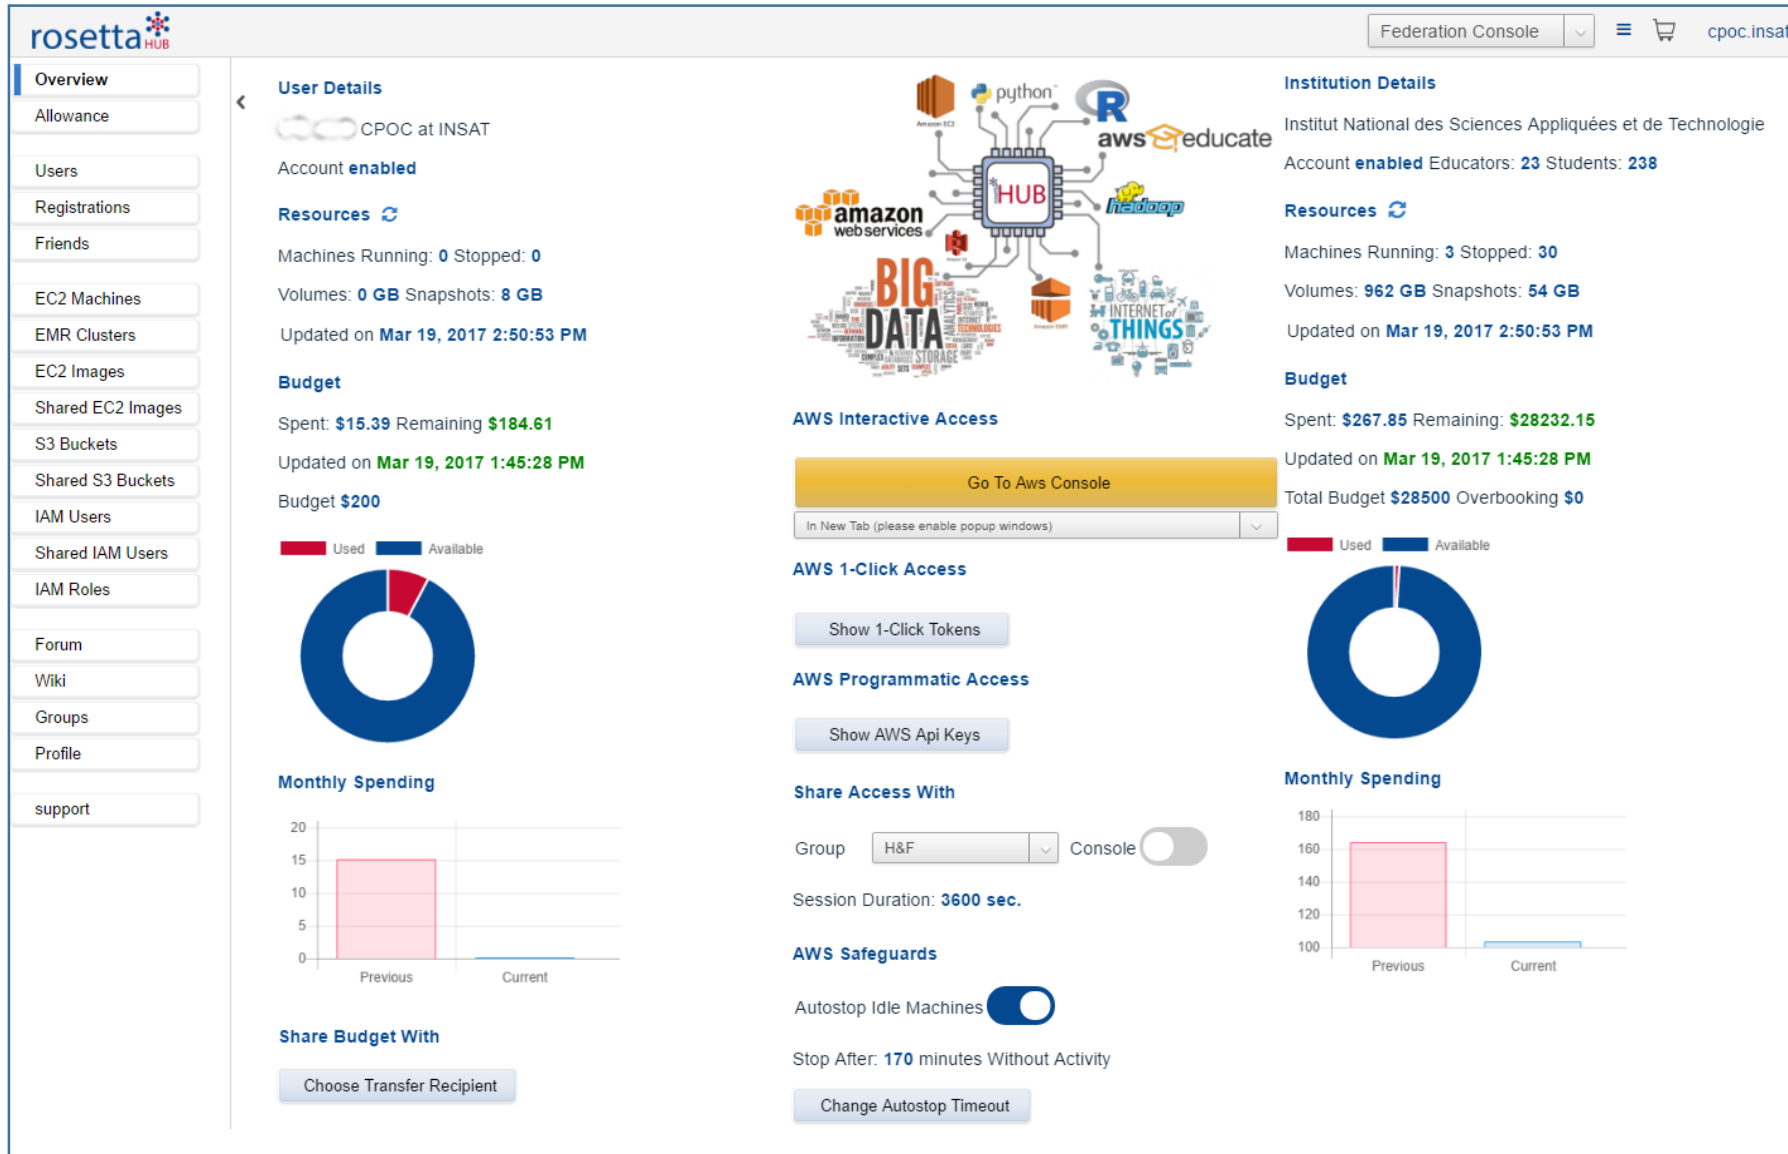 rosetta HUB
Federation Console
cpoc.insat
Overview
Allowance
Users
Registrations
Friends
EC2 Machines
EMR Clusters
EC2 Images
Shared EC2 Images
S3 Buckets
Shared S3 Buckets
IAM Users
Shared IAM Users
IAM Roles
Forum
Wiki
Groups
Profile
support
User Details
CPOC at INSAT
Account enabled
Resources
Machines Running: 0 Stopped: 0
Volumes: 0 GB Snapshots: 8 GB
Updated on Mar 19, 2017 2:50:53 PM
Budget
Spent: $15.39 Remaining $184.61
Updated on Mar 19, 2017 1:45:28 PM
Budget $200
Used Available
Monthly Spending
20
15
10
5
0
Previous Current
Share Budget With
Choose Transfer Recipient
Amazon EC2
python
R
aws educate
HUB
hadoop
amazon
web services
BIG
DATA
STORAGE
ANALYTICS
TECHNOLOGIES
INFORMATION
COMPLEX
SETS
Amazon EMR
INTERNET of
THINGS
AWS Interactive Access
Go To Aws Console
In New Tab (please enable popup windows)
AWS 1-Click Access
Show 1-Click Tokens
AWS Programmatic Access
Show AWS Api Keys
Share Access With
Group H&F Console
Session Duration: 3600 sec.
AWS Safeguards
Autostop Idle Machines
Stop After: 170 minutes Without Activity
Change Autostop Timeout
Institution Details
Institut National des Sciences Appliquées et de Technologie
Account enabled Educators: 23 Students: 238
Resources
Machines Running: 3 Stopped: 30
Volumes: 962 GB Snapshots: 54 GB
Updated on Mar 19, 2017 2:50:53 PM
Budget
Spent: $267.85 Remaining: $28232.15
Updated on Mar 19, 2017 1:45:28 PM
Total Budget $28500 Overbooking $0
Used Available
Monthly Spending
180
160
140
120
100
Previous Current